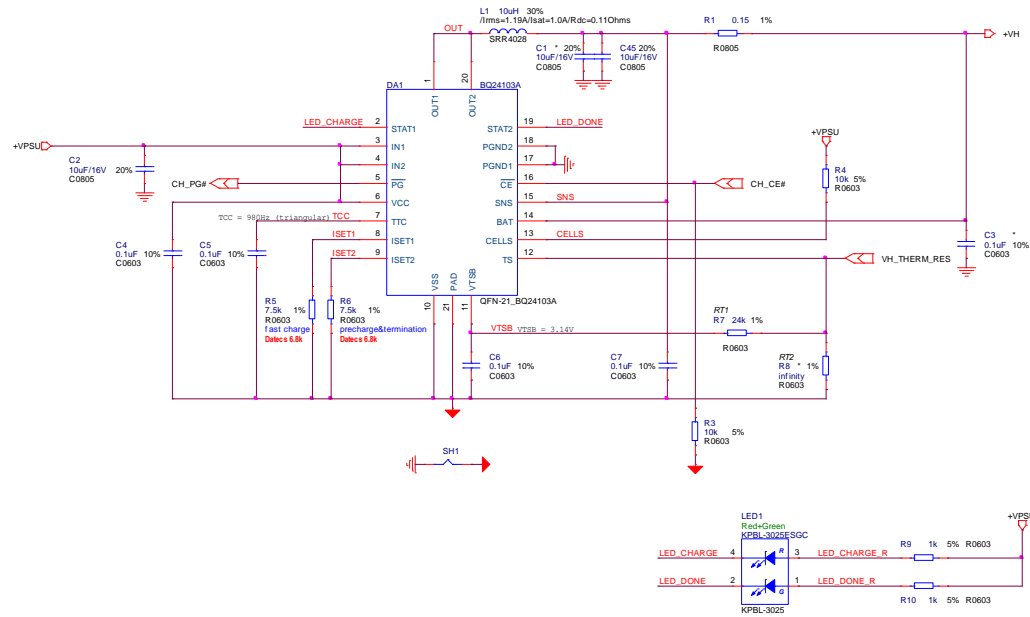 L1 10uH 30%
/Irms=1.19A/Isat=1.0A/Rdc=0.11Ohms
SRR4028
OUT
R1 0.15 1%
R0805
+VH
C1 * 20%
10uF/16V
C0805
C45 20%
10uF/16V
C0805
1
20
DA1
BQ24103A
OUT1
OUT2
LED_CHARGE 2 STAT1
STAT2 19 LED_DONE
+VPSU
3 IN1
PGND2 18
+VPSU
4 IN2
PGND1 17
C2
10uF/16V 20%
C0805
R4
10k 5%
R0603
CH_PG# 5 PG
CE 16 CH_CE#
6 VCC
SNS 15 SNS
TCC = 980Hz (triangular) TCC 7 TTC
BAT 14
ISET1 8 ISET1
CELLS 13 CELLS
ISET2 9 ISET2
TS 12 VH_THERM_RES
C4
0.1uF 10%
C0603
C5
0.1uF 10%
C0603
C3 *
0.1uF 10%
C0603
VSS
PAD
VTSB
10
21
11
QFN-21_BQ24103A
R5
7.5k 1%
R0603
fast charge
Datecs 6.8k
R6
7.5k 1%
R0603
precharge&termination
Datecs 6.8k
VTSB VTSB = 3.14V
RT1
R7 24k 1%
R0603
C6
0.1uF 10%
C0603
C7
0.1uF 10%
C0603
RT2
R8 * 1%
infinity
R0603
R3
10k 5%
R0603
SH1
LED1
Red+Green
KPBL-3025ESGC
+VPSU
LED_CHARGE 4 R 3 LED_CHARGE_R R9 1k 5% R0603
LED_DONE 2 G 1 LED_DONE_R
R10 1k 5% R0603
KPBL-3025